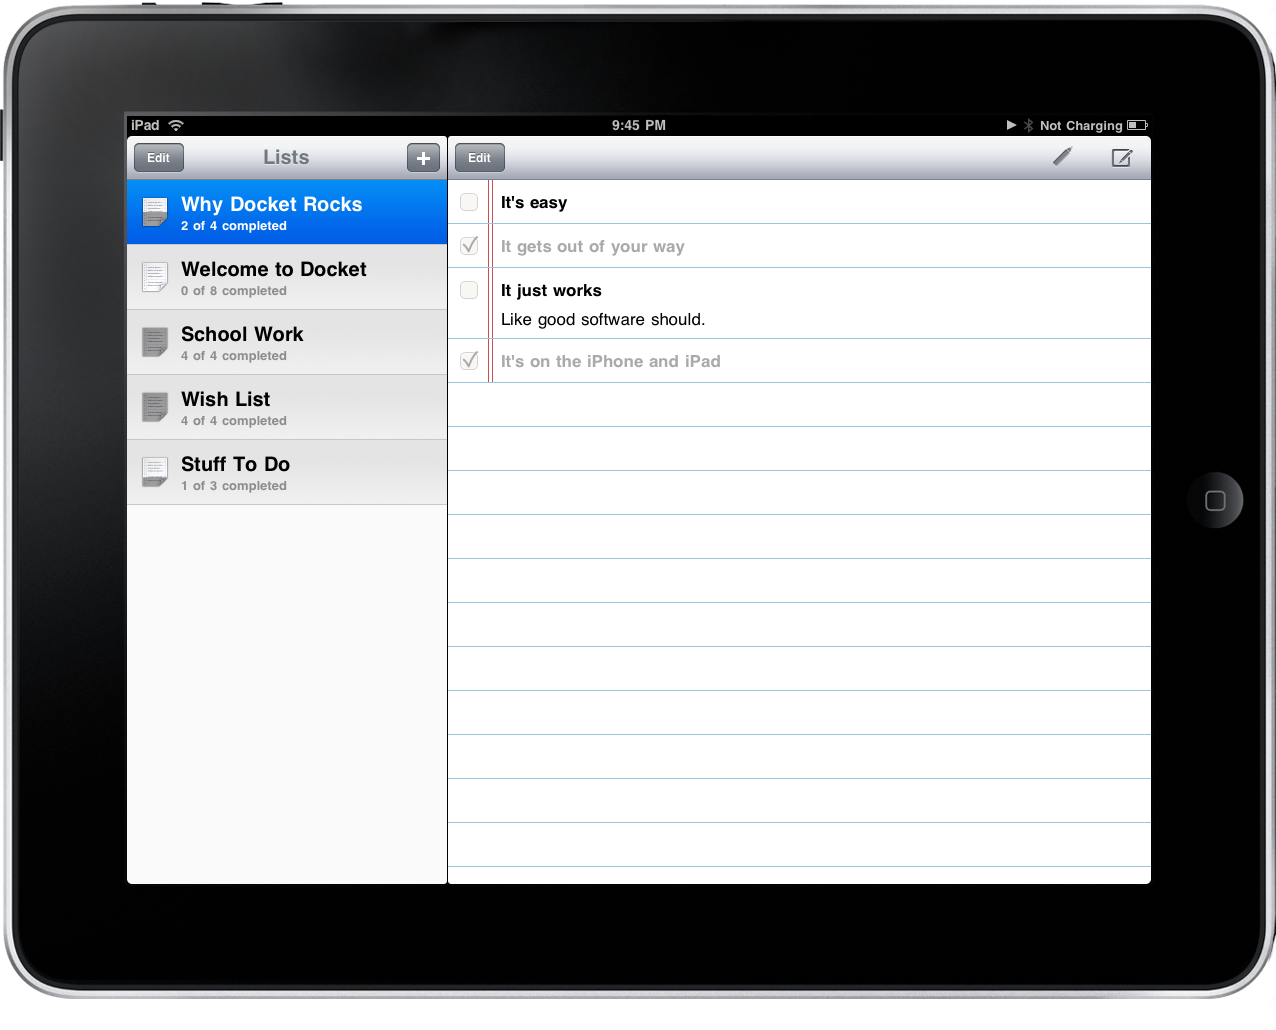 iPad 9:45 PM Not Charging
Edit Lists +
Why Docket Rocks
2 of 4 completed
Welcome to Docket
0 of 8 completed
School Work
4 of 4 completed
Wish List
4 of 4 completed
Stuff To Do
1 of 3 completed
Edit
It's easy
It gets out of your way
It just works
Like good software should.
It's on the iPhone and iPad